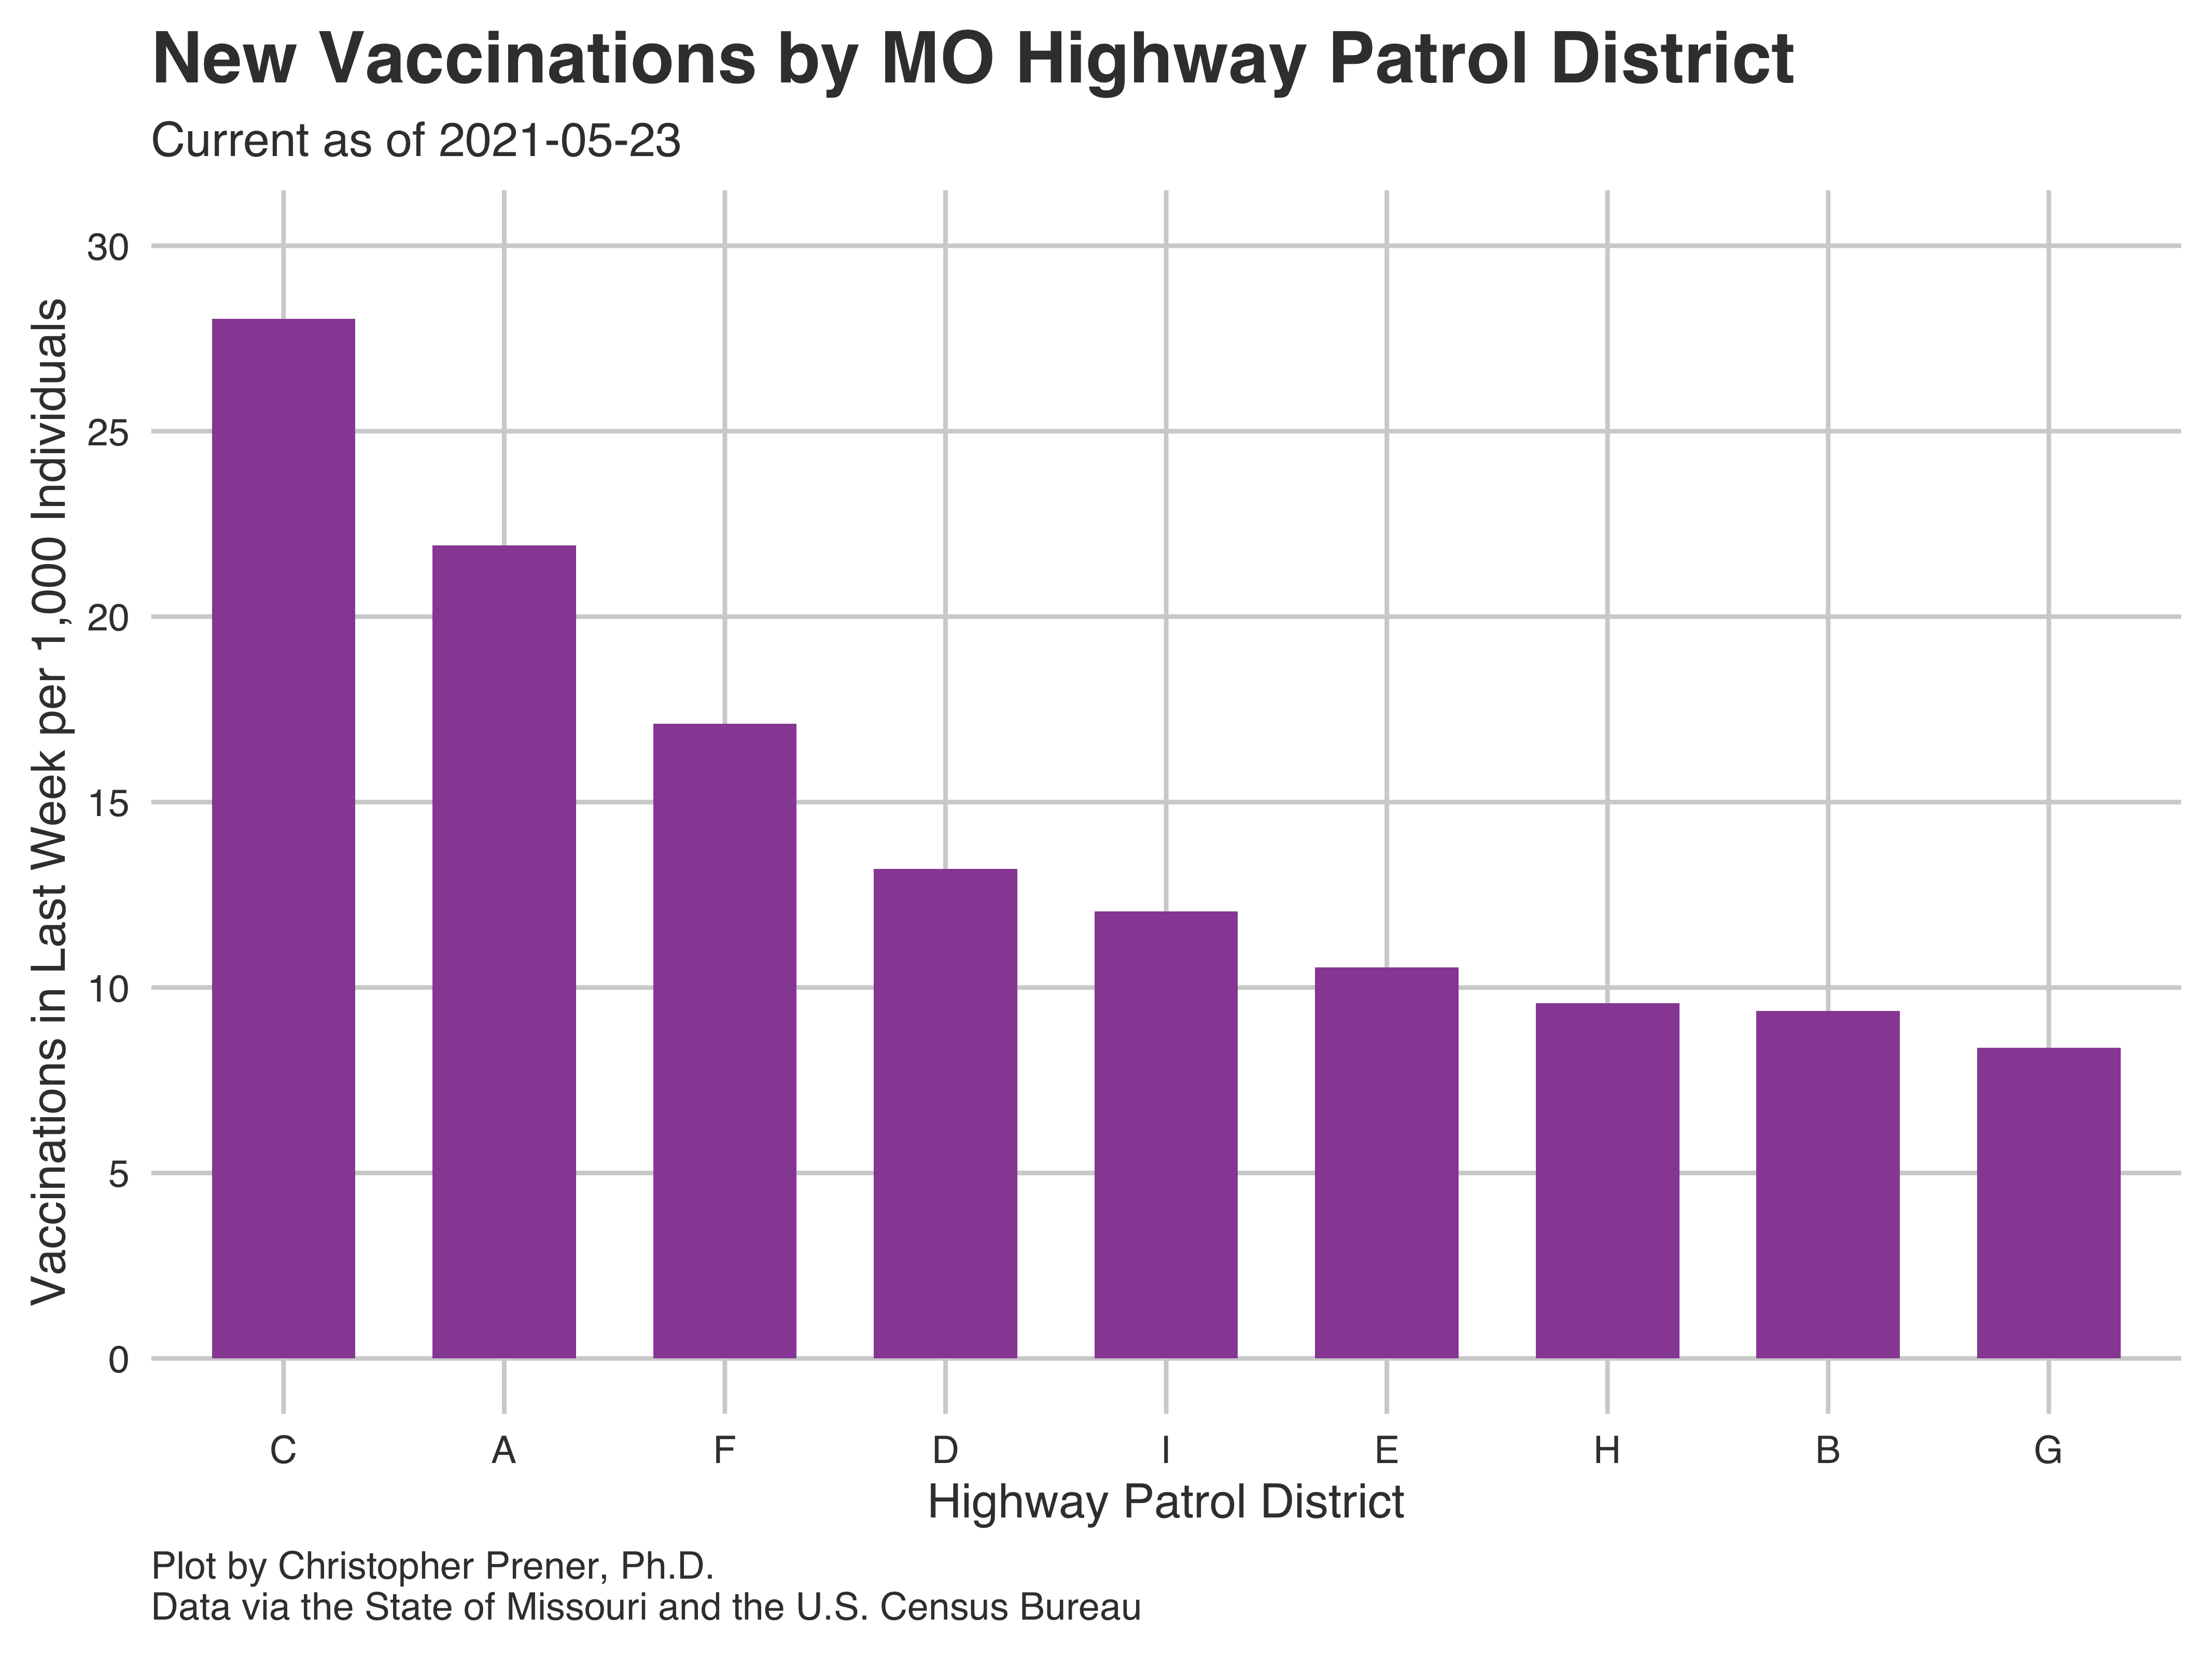 New Vaccinations by MO Highway Patrol District
Current as of 2021-05-23
Vaccinations in Last Week per 1,000 Individuals
30
25
20
15
10
5
0
C A F D I E H B G
Highway Patrol District
Plot by Christopher Prener, Ph.D.
Data via the State of Missouri and the U.S. Census Bureau